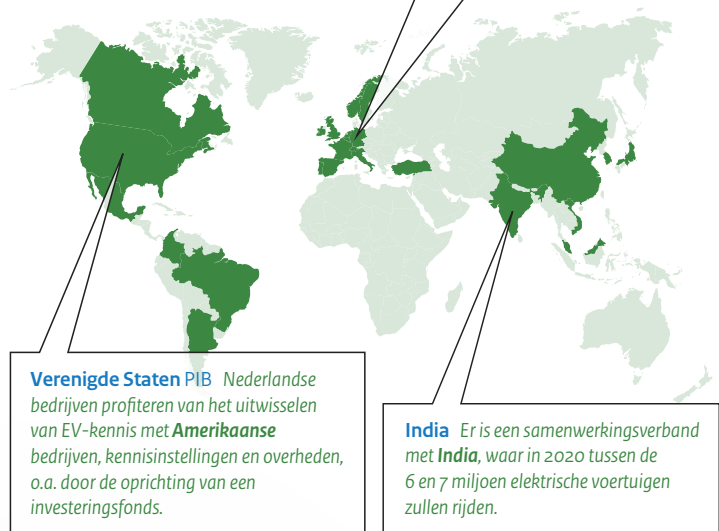 Verenigde Staten PIB Nederlandse
bedrijven profiteren van het uitwisselen
van EV-kennis met Amerikaanse
bedrijven, kennisinstellingen en overheden,
o.a. door de oprichting van een
investeringsfonds.
India Er is een samenwerkingsverband
met India, waar in 2020 tussen de
6 en 7 miljoen elektrische voertuigen
zullen rijden.